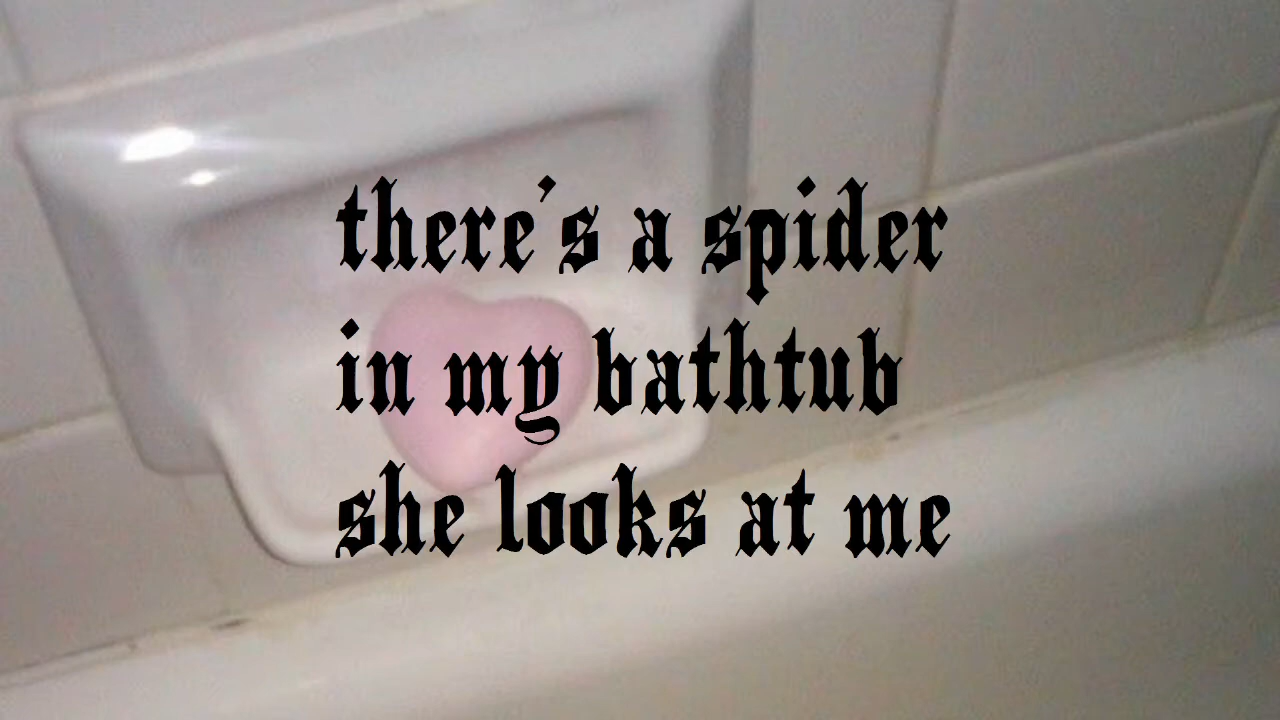 there's a spider
in my bathtub
she looks at me